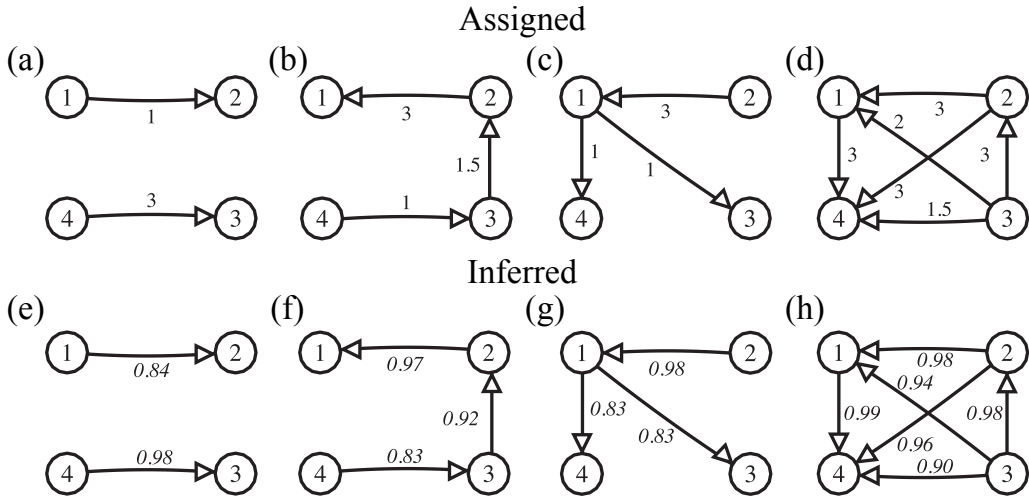 Assigned
(a) (b) (c) (d)
1 2 1 2 1 2 1 2
1 3 3 3
2
3 1.5 1 1 3 3
3
4 3 4 1 3 4 3 4 1.5 3
Inferred
(e) (f) (g) (h)
1 2 1 2 1 2 1 2
0.84 0.97 0.98 0.98
0.94
0.92 0.83 0.83 0.99 0.98
0.96
4 0.98 3 4 0.83 3 4 3 4 0.90 3